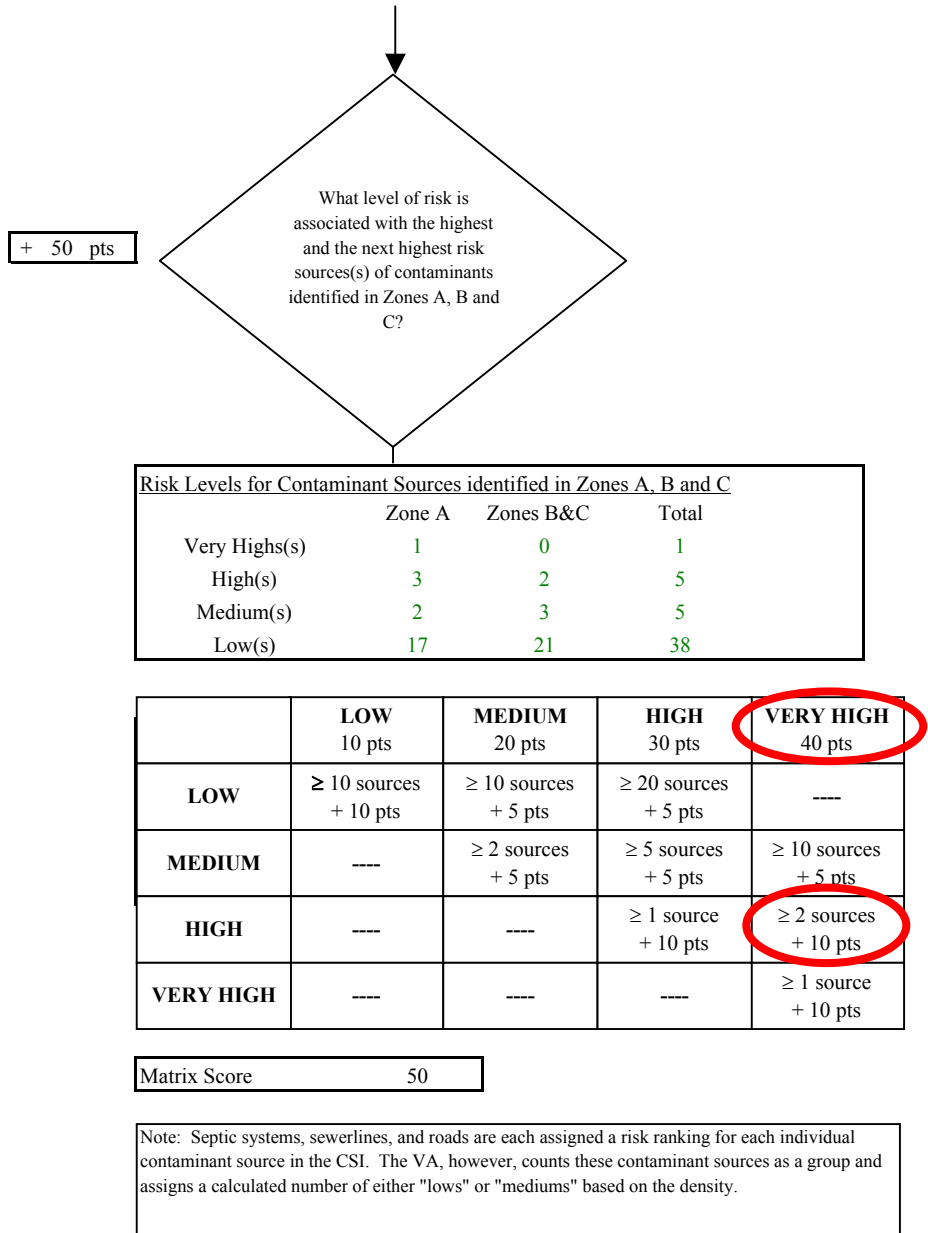 What level of risk is
associated with the highest
and the next highest risk
sources(s) of contaminants
identified in Zones A, B and
C?
+ 50 pts
Risk Levels for Contaminant Sources identified in Zones A, B and C
Zone A Zones B&C Total
Very Highs(s) 1 0 1
High(s) 3 2 5
Medium(s) 2 3 5
Low(s) 17 21 38
LOW MEDIUM HIGH VERY HIGH
10 pts 20 pts 30 pts 40 pts
LOW ≥ 10 sources ≥ 10 sources ≥ 20 sources ----
+ 10 pts + 5 pts + 5 pts
MEDIUM ---- ≥ 2 sources ≥ 5 sources ≥ 10 sources
+ 5 pts + 5 pts + 5 pts
HIGH ---- ---- ≥ 1 source ≥ 2 sources
+ 10 pts + 10 pts
VERY HIGH ---- ---- ---- ≥ 1 source
+ 10 pts
Matrix Score 50
Note: Septic systems, sewerlines, and roads are each assigned a risk ranking for each individual
contaminant source in the CSI. The VA, however, counts these contaminant sources as a group and
assigns a calculated number of either "lows" or "mediums" based on the density.